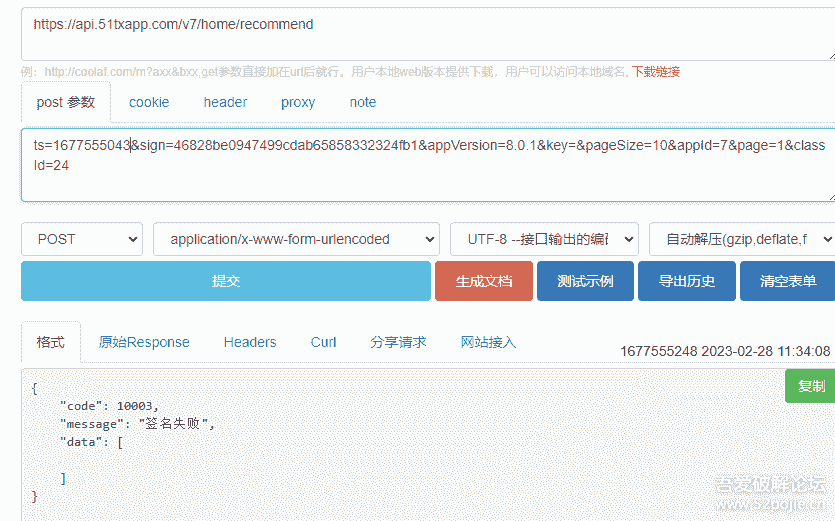 https://api.51txapp.com/v7/home/recommend
例：http://coolaf.com/m?axx&bxx,get参数直接加在url后就行。用户本地web版本提供下载，用户可以访问本地域名, 下载链接
post 参数 cookie header proxy note
ts=1677555043&sign=46828be0947499cdab65858332324fb1&appVersion=8.0.1&key=&pageSize=10&appId=7&page=1&class
Id=24
POST application/x-www-form-urlencoded UTF-8 --接口输出的编码 自动解压(gzip,deflate,f
提交 生成文档 测试示例 导出历史 清空表单
格式 原始Response Headers Curl 分享请求 网站接入 1677555248 2023-02-28 11:34:08
复制
{
"code": 10003,
"message": "签名失败",
"data": [
]
}
吾爱破解论坛
www.52pojie.cn